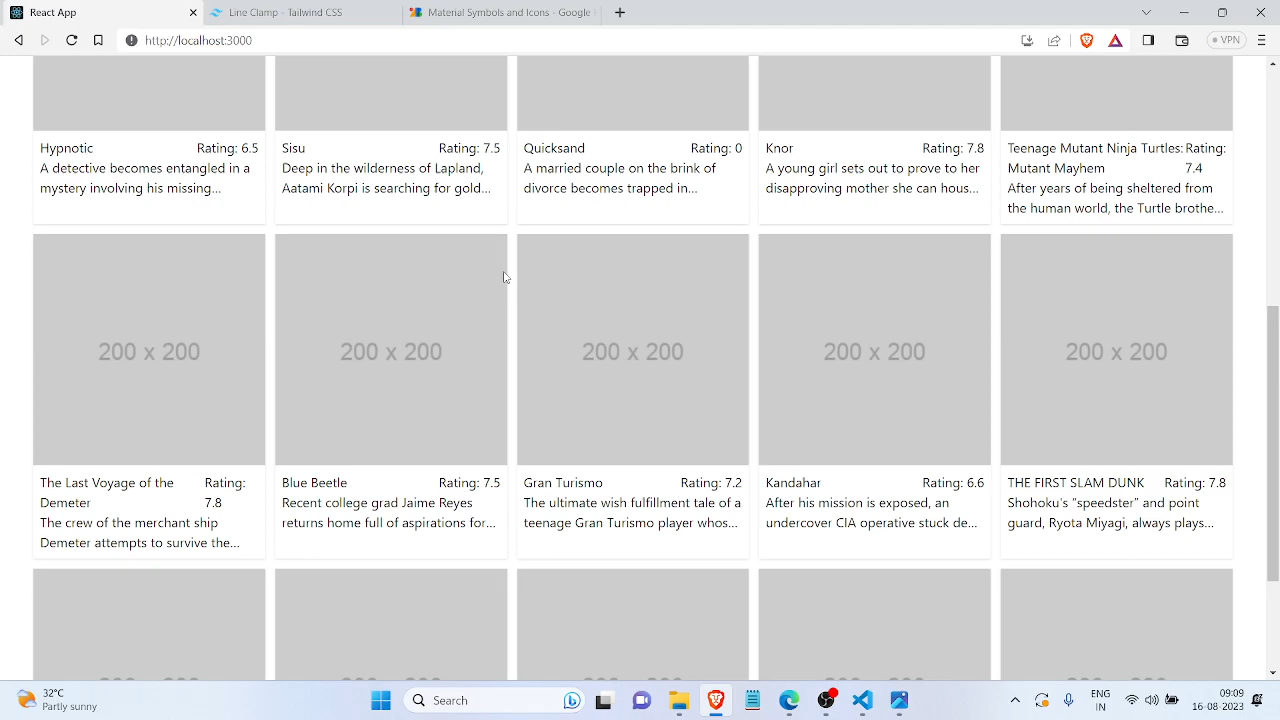 React App
Line Clamp - Tailwind CSS
Material Symbols and Icons - Google
http://localhost:3000
VPN
Hypnotic Rating: 6.5
A detective becomes entangled in a
mystery involving his missing...
Sisu Rating: 7.5
Deep in the wilderness of Lapland,
Aatami Korpi is searching for gold...
Quicksand Rating: 0
A married couple on the brink of
divorce becomes trapped in...
Knor Rating: 7.8
A young girl sets out to prove to her
disapproving mother she can hous...
Teenage Mutant Ninja Turtles: Rating:
Mutant Mayhem 7.4
After years of being sheltered from
the human world, the Turtle brothe...
200 x 200
200 x 200
200 x 200
200 x 200
200 x 200
The Last Voyage of the Rating:
Demeter 7.8
The crew of the merchant ship
Demeter attempts to survive the...
Blue Beetle Rating: 7.5
Recent college grad Jaime Reyes
returns home full of aspirations for...
Gran Turismo Rating: 7.2
The ultimate wish fulfillment tale of a
teenage Gran Turismo player whos...
Kandahar Rating: 6.6
After his mission is exposed, an
undercover CIA operative stuck de...
THE FIRST SLAM DUNK Rating: 7.8
Shohoku's “speedster” and point
guard, Ryota Miyagi, always plays...
32°C
Partly sunny
Search
ENG
IN
09:09
16-08-2023